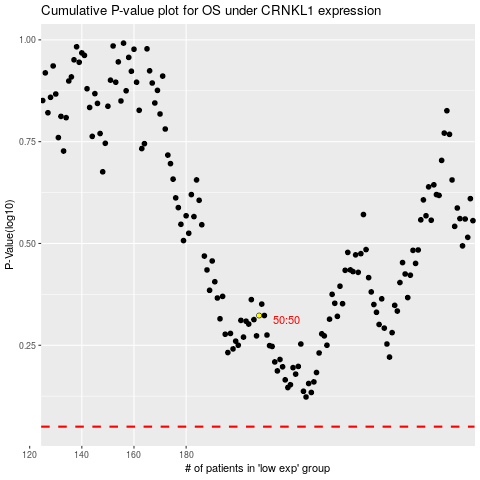 Cumulative P-value plot for OS under CRNKL1 expression
P-Value(log10)
1.00
0.75
0.50
0.25
50:50
120 140 160 180
# of patients in 'low exp' group